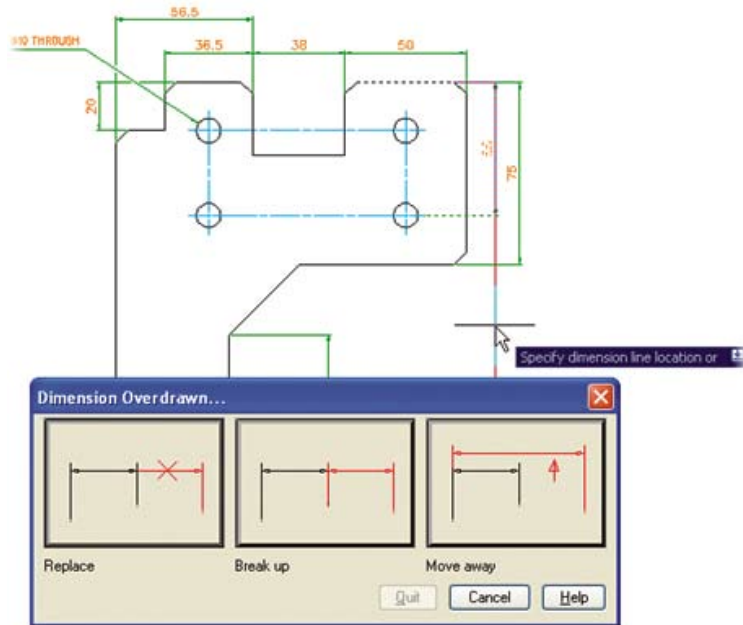 56.5
36.5
38
50
THROUGH
20
75
Specify dimension line location or
Dimension Overdrawn...
Replace
Break up
Move away
Quit
Cancel
Help